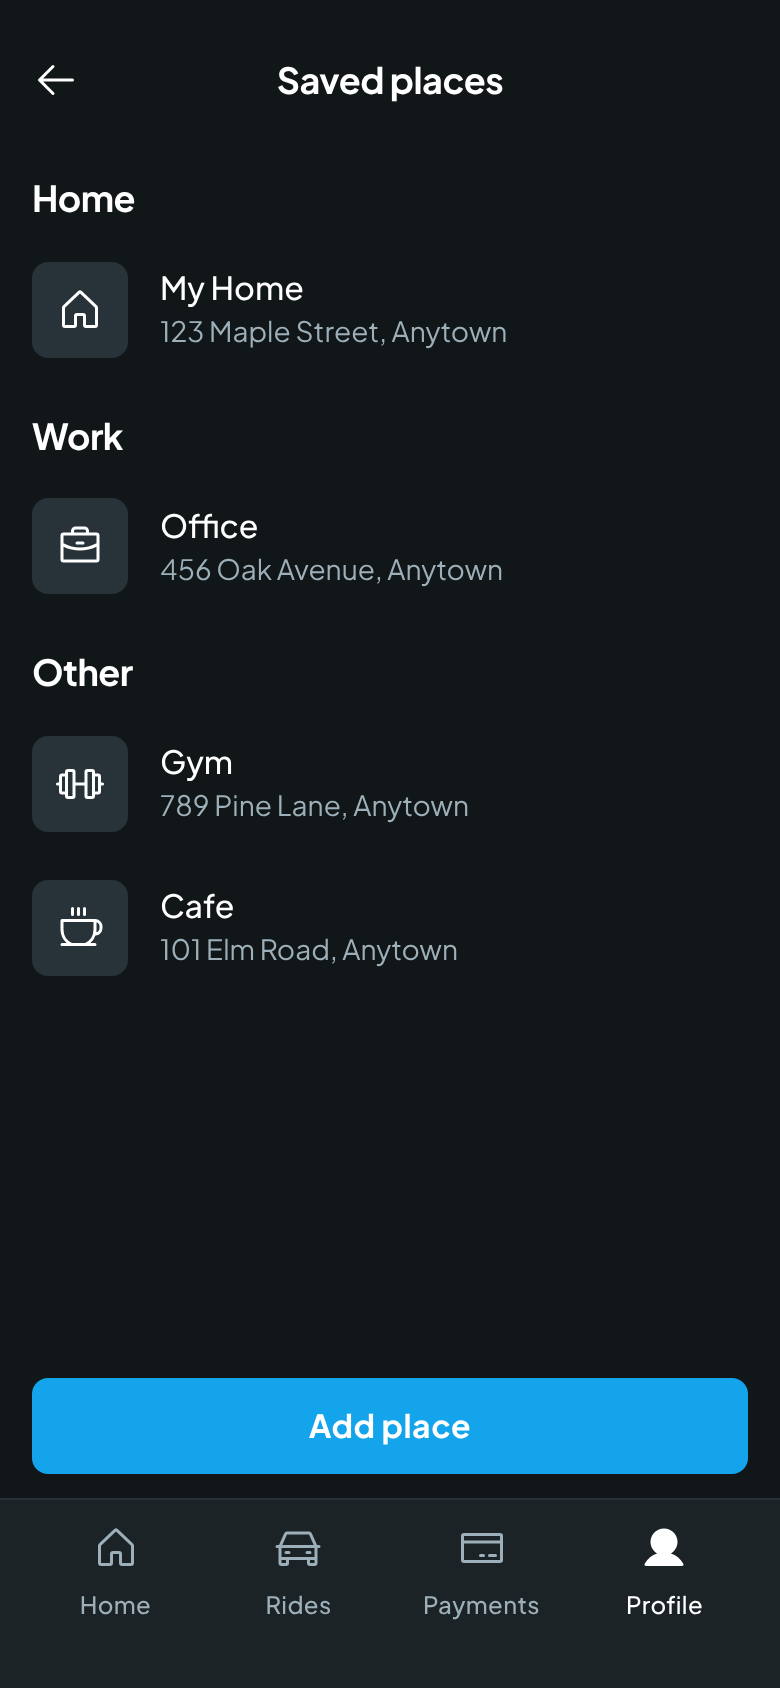 Saved places
Home
My Home
123 Maple Street, Anytown
Work
Office
456 Oak Avenue, Anytown
Other
Gym
789 Pine Lane, Anytown
Cafe
101 Elm Road, Anytown
Add place
Home
Rides
Payments
Profile